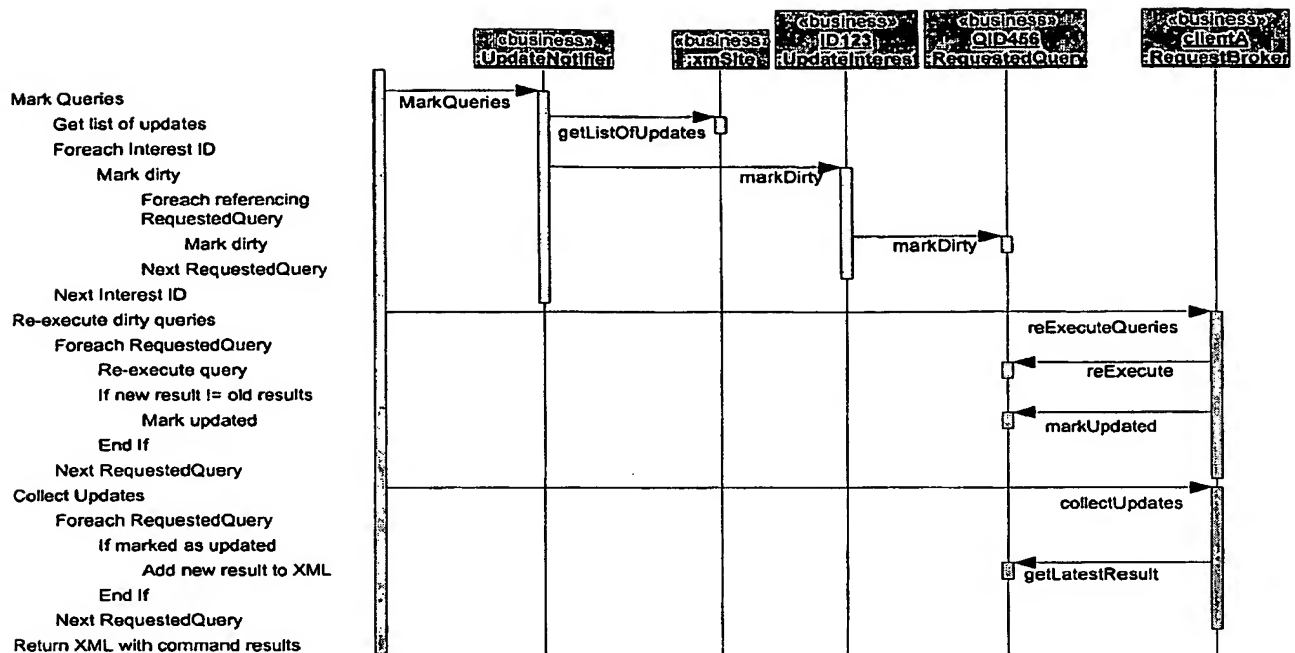 «business»
:UpdateNotifier
«business»
:xmSites
«business»
ID123
:UpdateInterest
«business»
QID456
:RequestedQuery
«business»
clientA
:RequestBroker
Mark Queries
Get list of updates
Foreach Interest ID
Mark dirty
Foreach referencing
RequestedQuery
Mark dirty
Next RequestedQuery
Next Interest ID
Re-execute dirty queries
Foreach RequestedQuery
Re-execute query
If new result != old results
Mark updated
End If
Next RequestedQuery
Collect Updates
Foreach RequestedQuery
If marked as updated
Add new result to XML
End If
Next RequestedQuery
Return XML with command results
MarkQueries
getListOfUpdates
markDirty
markDirty
reExecuteQueries
reExecute
markUpdated
collectUpdates
getLatestResult